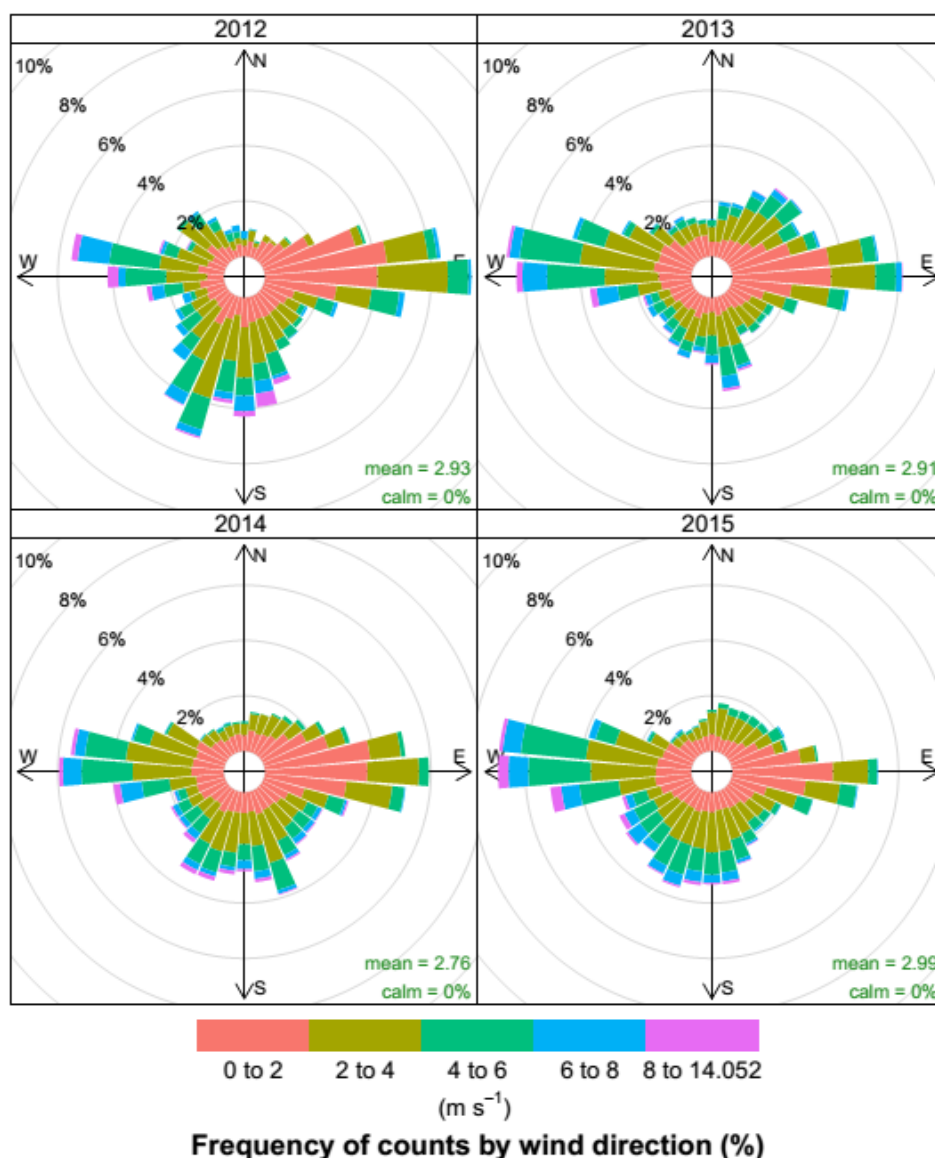 2012
2013
10%
8%
6%
4%
2%
N
W
E
S
mean = 2.93
calm = 0%
10%
8%
6%
4%
2%
N
W
E
S
mean = 2.91
calm = 0%
2014
2015
10%
8%
6%
4%
2%
N
W
E
S
mean = 2.76
calm = 0%
10%
8%
6%
4%
2%
N
W
E
S
mean = 2.99
calm = 0%
0 to 2 2 to 4 4 to 6 6 to 8 8 to 14.052
(m s⁻¹)
Frequency of counts by wind direction (%)